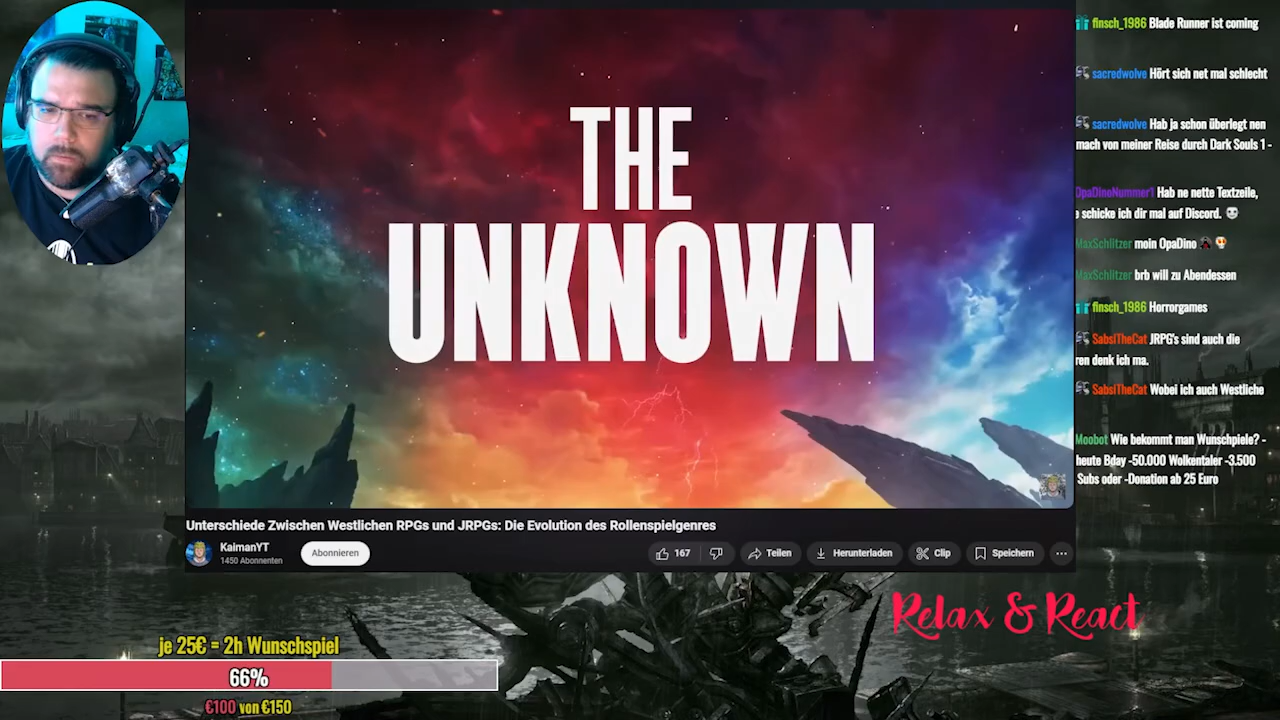 THE
UNKNOWN
Unterschiede Zwischen Westlichen RPGs und JRPGs: Die Evolution des Rollenspielgenres
KaimanYT
1450 Abonnenten
Abonnieren
167
Teilen
Herunterladen
Clip
Speichern
finsch_1986 Blade Runner ist coming
sacredwolve Hört sich net mal schlecht
sacredwolve Hab ja schon überlegt nen
mach von meiner Reise durch Dark Souls 1 -
OpaDinoNummer1 Hab ne nette Textzeile,
e schicke ich dir mal auf Discord.
MaxSchlitzer moin OpaDino
MaxSchlitzer brb will zu Abendessen
finsch_1986 Horrorgames
SabsiTheCat JRPG's sind auch die
ren denk ich ma.
SabsiTheCat Wobei ich auch Westliche
Moobot Wie bekommt man Wunschpiele? -
heute Bday -50.000 Wolkentaler -3.500
Subs oder -Donation ab 25 Euro
Relax & React
je 25€ = 2h Wunschspiel
66%
€100 von €150